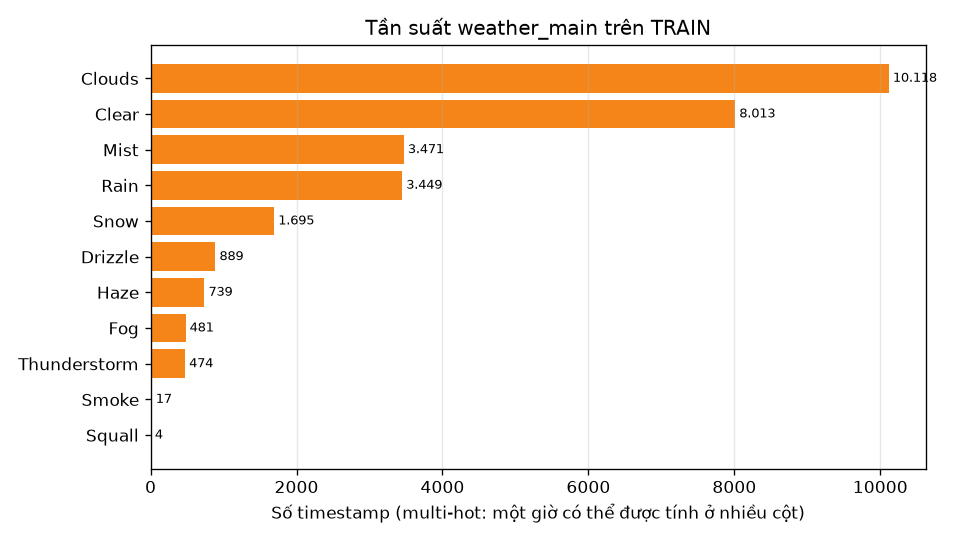 Tần suất weather_main trên TRAIN
Clouds 10.118
Clear 8.013
Mist 3.471
Rain 3.449
Snow 1.695
Drizzle 889
Haze 739
Fog 481
Thunderstorm 474
Smoke 17
Squall 4
0 2000 4000 6000 8000 10000
Số timestamp (multi-hot: một giờ có thể được tính ở nhiều cột)